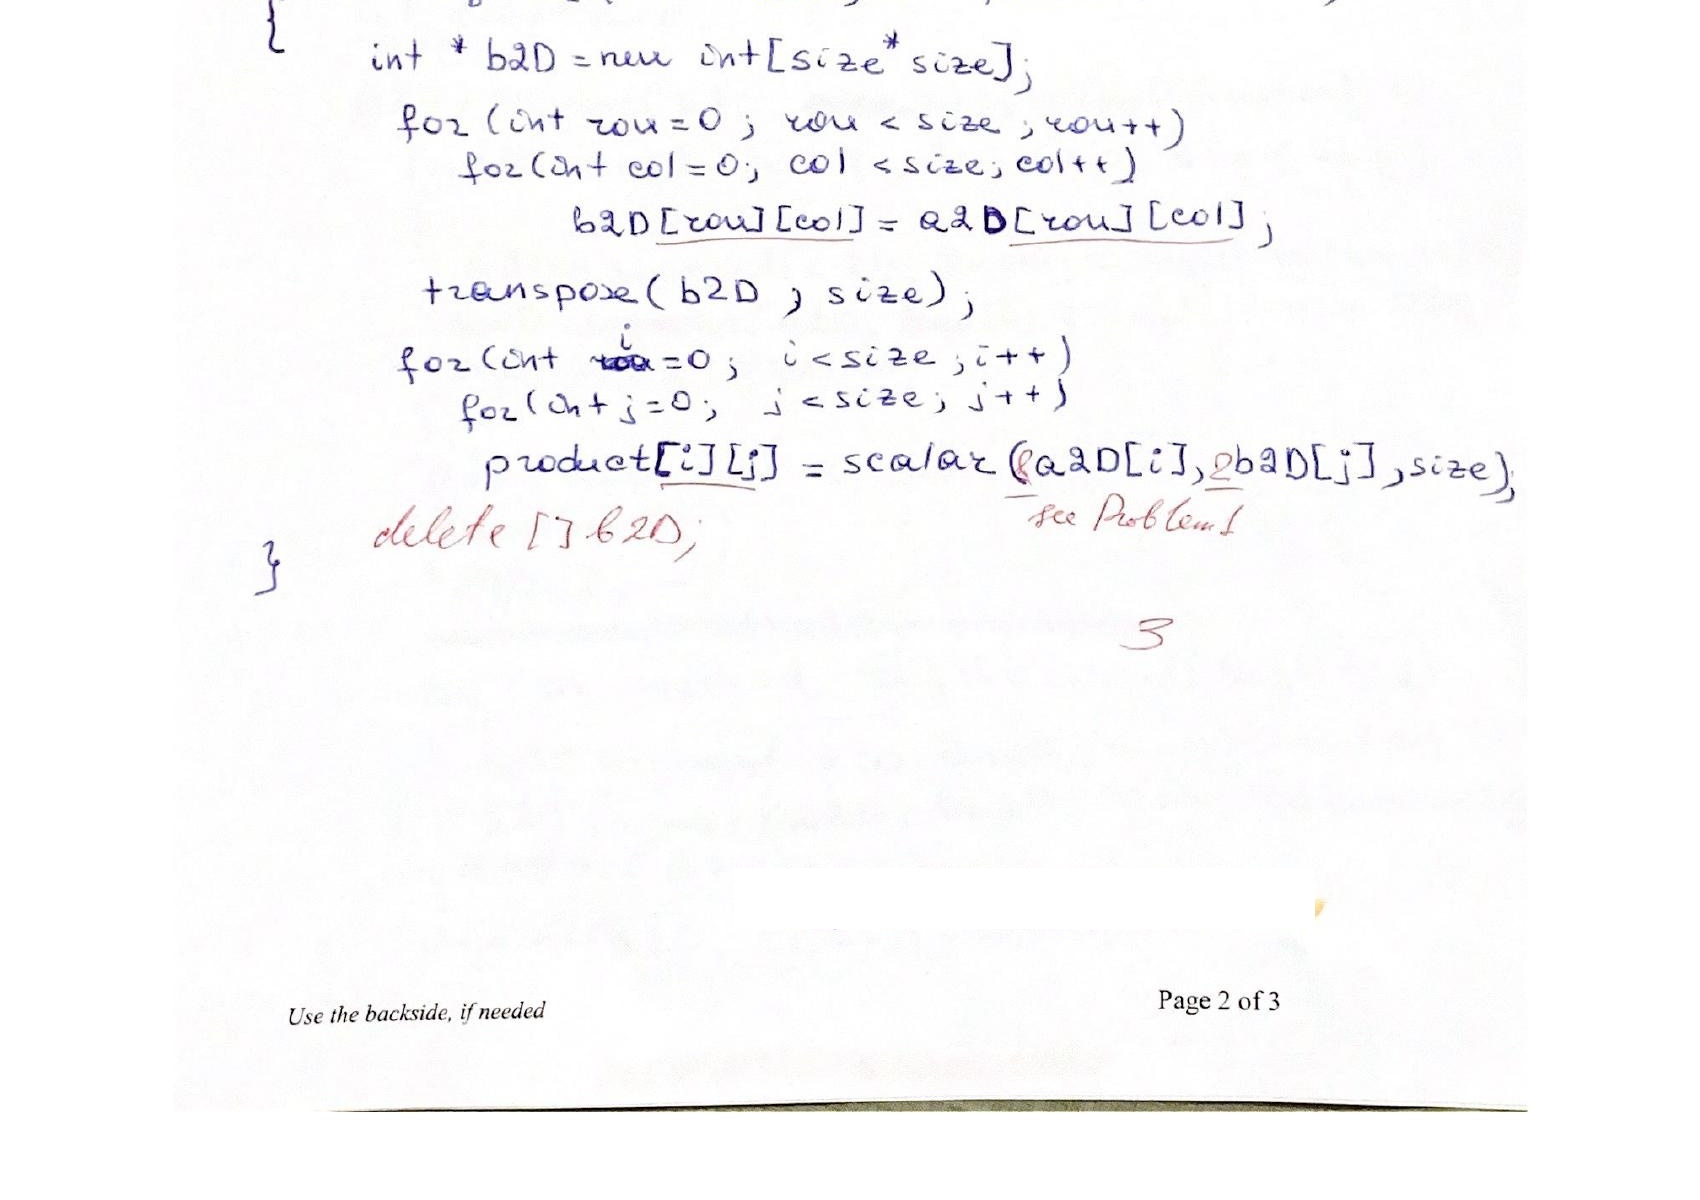 {
int * b2D = new int[size*size];
for (int row=0; row < size; row++)
for (int col=0; col < size; col++)
b2D[row][col] = a2D[row][col];
transpose(b2D, size);
i
for (int =0; i < size; i++)
for (int j=0; j < size; j++)
product[i][j] = scalar (&a2D[i], &b2D[j], size);
see Problem 1
delete [] b2D;
}
3
Use the backside, if needed
Page 2 of 3